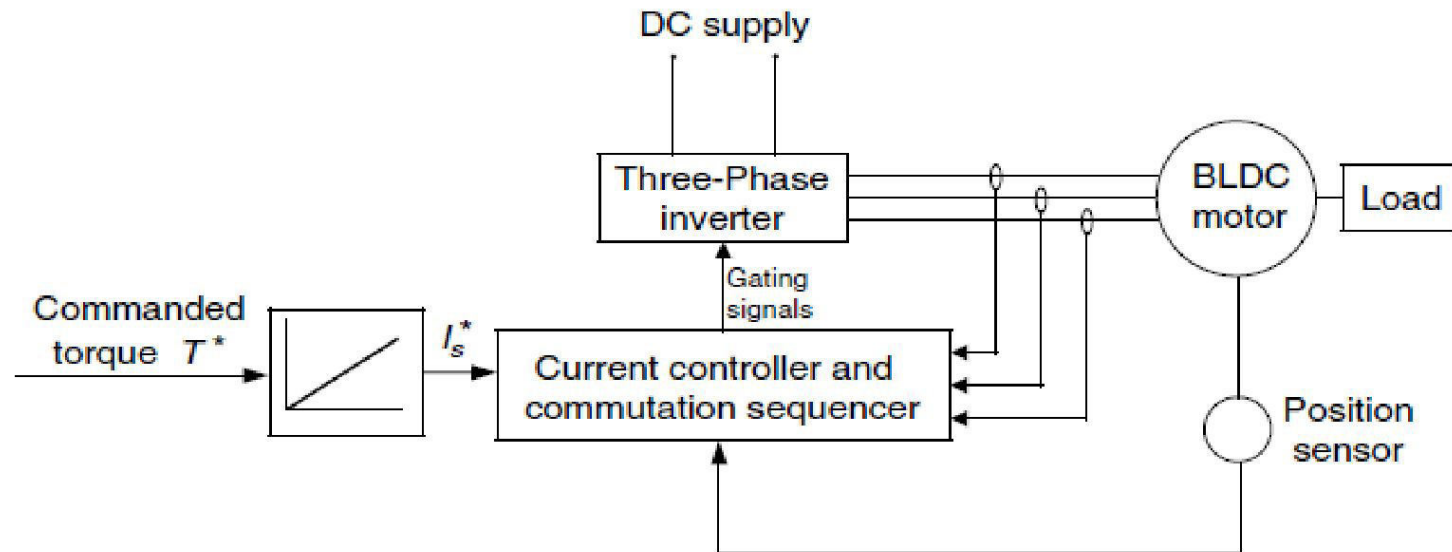 DC supply
Three-Phase
inverter
BLDC
motor
Load
Gating
signals
Commanded
torque T*
I_s^*
Current controller and
commutation sequencer
Position
sensor